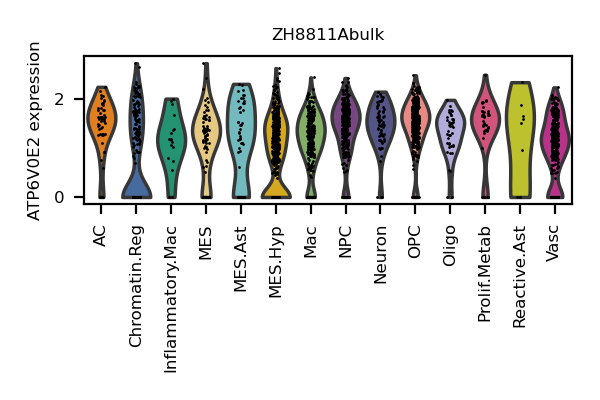 ZH8811Abulk
ATP6V0E2 expression
2
0
AC
Chromatin.Reg
Inflammatory.Mac
MES
MES.Ast
MES.Hyp
Mac
NPC
Neuron
OPC
Oligo
Prolif.Metab
Reactive.Ast
Vasc